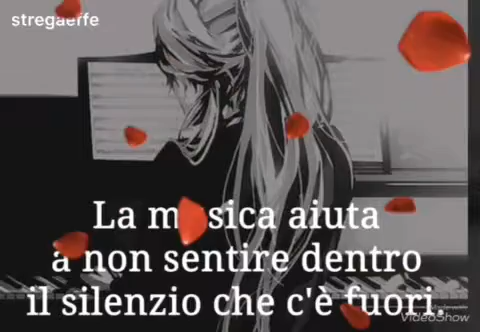 stregaerfe
La musica aiuta
a non sentire dentro
il silenzio che c'è fuori.
VideoShow